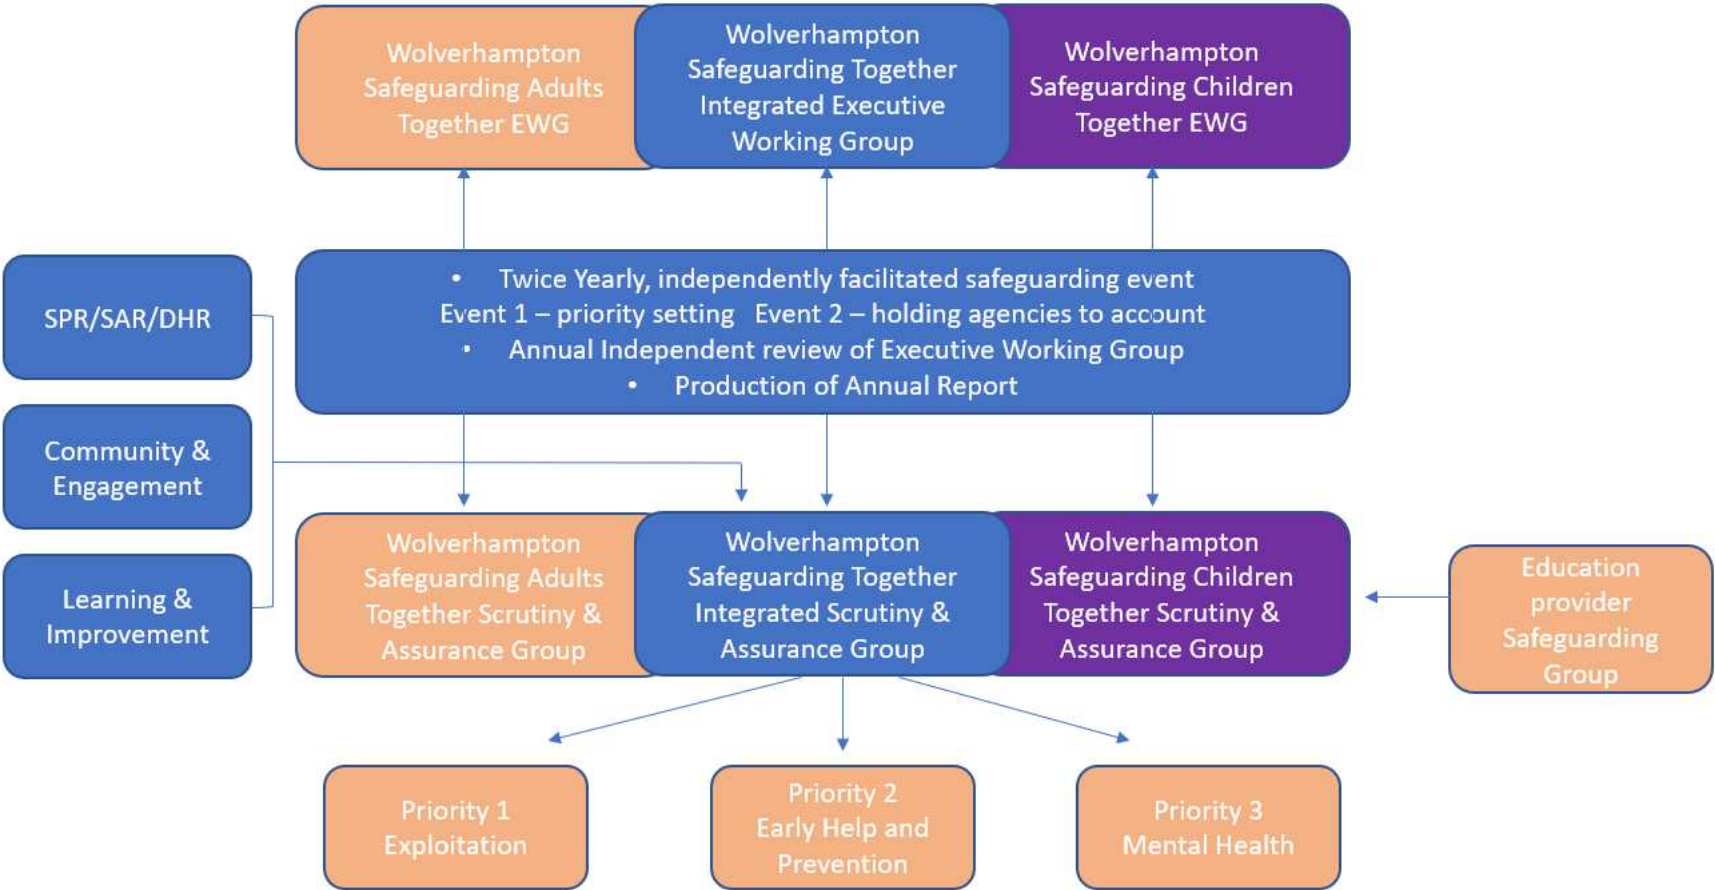 Wolverhampton
Safeguarding Adults
Together EWG
Wolverhampton
Safeguarding Together
Integrated Executive
Working Group
Wolverhampton
Safeguarding Children
Together EWG
SPR/SAR/DHR
Community &
Engagement
Learning &
Improvement
• Twice Yearly, independently facilitated safeguarding event
Event 1 – priority setting Event 2 – holding agencies to account
• Annual Independent review of Executive Working Group
• Production of Annual Report
Wolverhampton
Safeguarding Adults
Together Scrutiny &
Assurance Group
Wolverhampton
Safeguarding Together
Integrated Scrutiny &
Assurance Group
Wolverhampton
Safeguarding Children
Together Scrutiny &
Assurance Group
Education
provider
Safeguarding
Group
Priority 1
Exploitation
Priority 2
Early Help and
Prevention
Priority 3
Mental Health